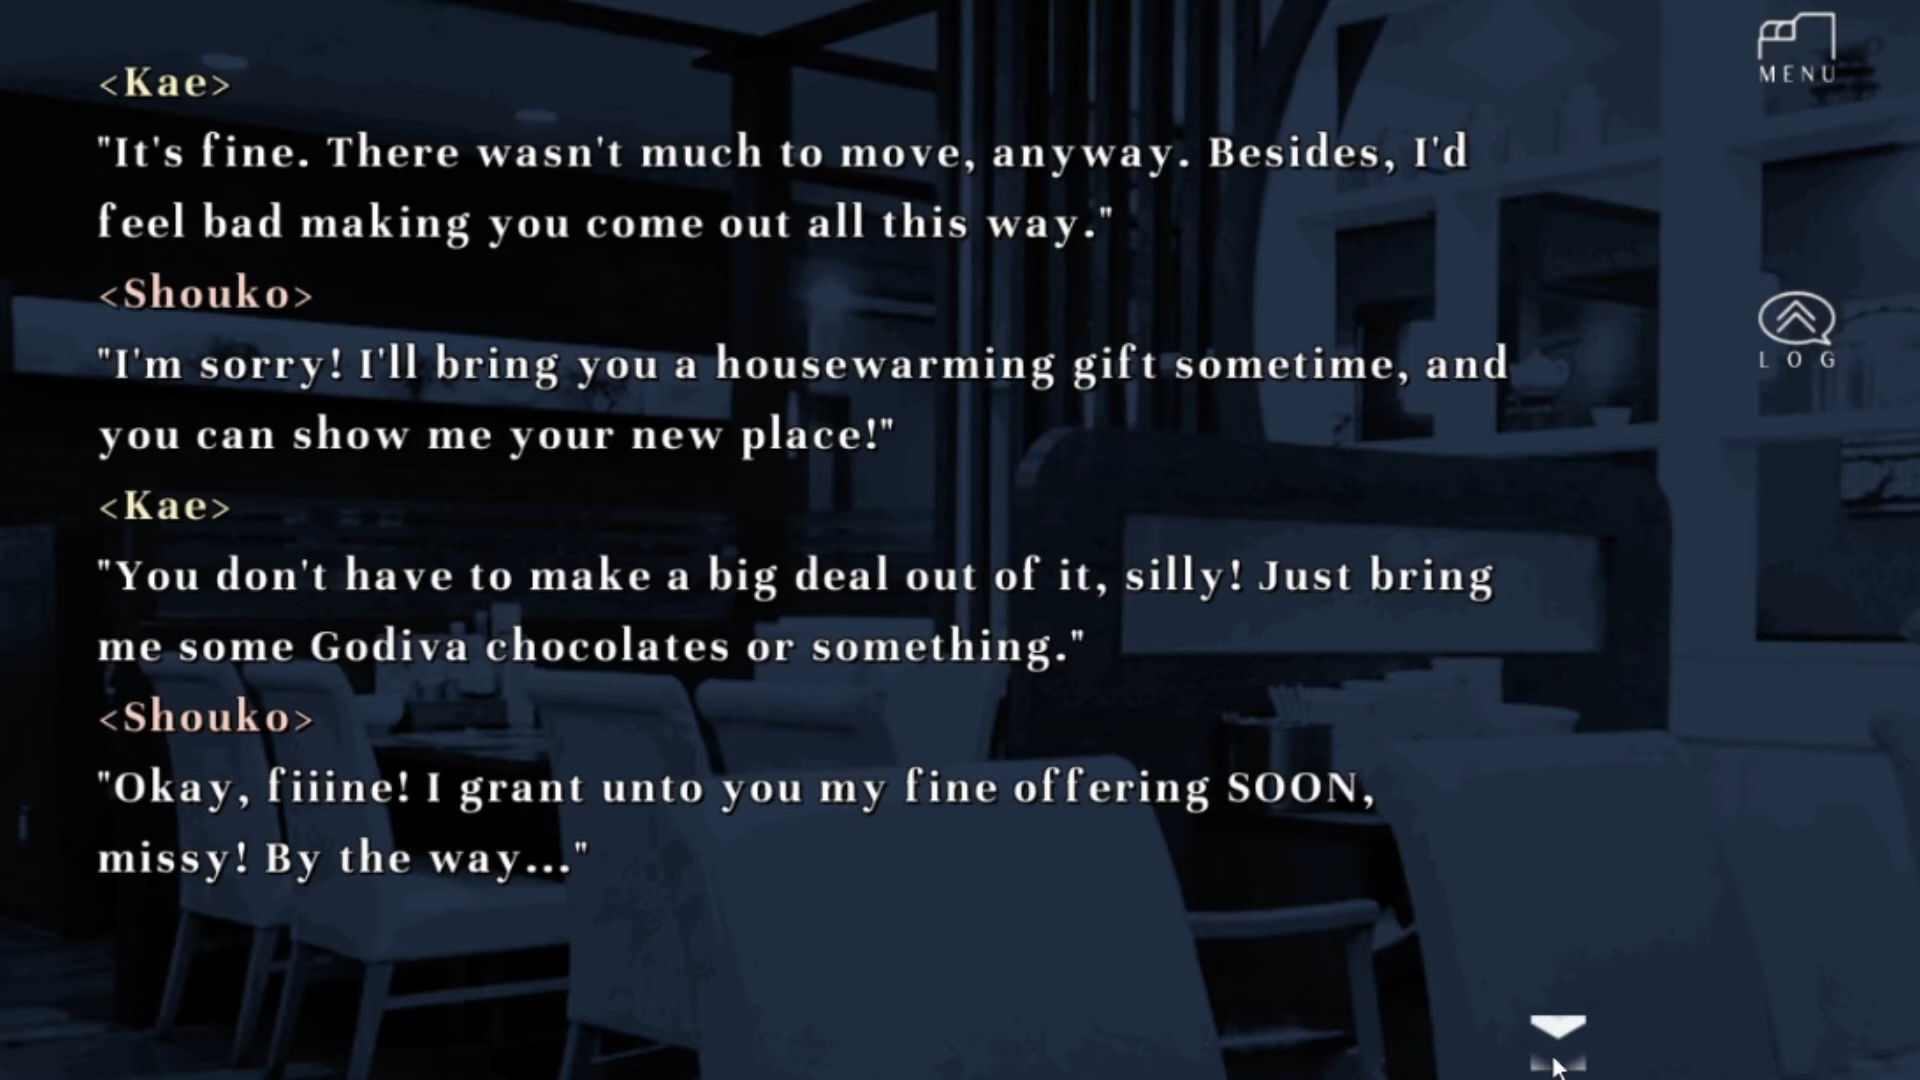 <Kae>
"It's fine. There wasn't much to move, anyway. Besides, I'd
feel bad making you come out all this way."
<Shouko>
"I'm sorry! I'll bring you a housewarming gift sometime, and
you can show me your new place!"
<Kae>
"You don't have to make a big deal out of it, silly! Just bring
me some Godiva chocolates or something."
<Shouko>
"Okay, fiiine! I grant unto you my fine offering SOON,
missy! By the way..."
MENU
LOG